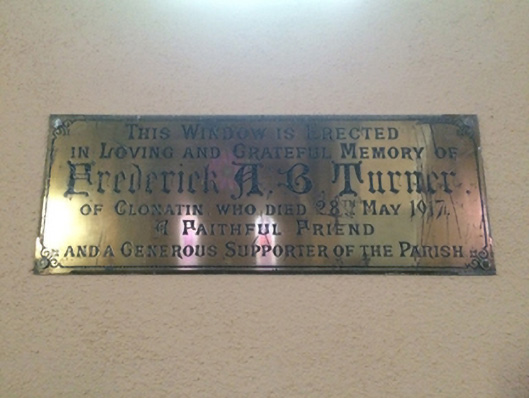 THIS WINDOW IS ERECTED
IN LOVING AND GRATEFUL MEMORY OF
Frederick A. G. Turner.
OF CLONATIN WHO DIED 28TH MAY 1917,
A FAITHFUL FRIEND
AND A GENEROUS SUPPORTER OF THE PARISH